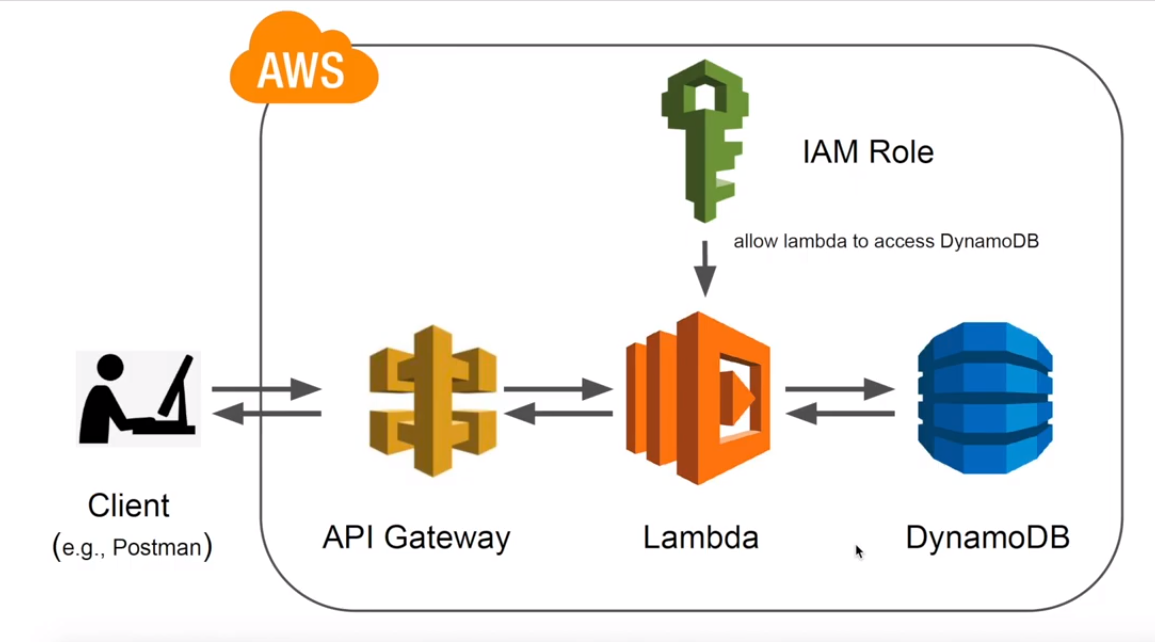 AWS
IAM Role
allow lambda to access DynamoDB
Client
(e.g., Postman)
API Gateway
Lambda
DynamoDB